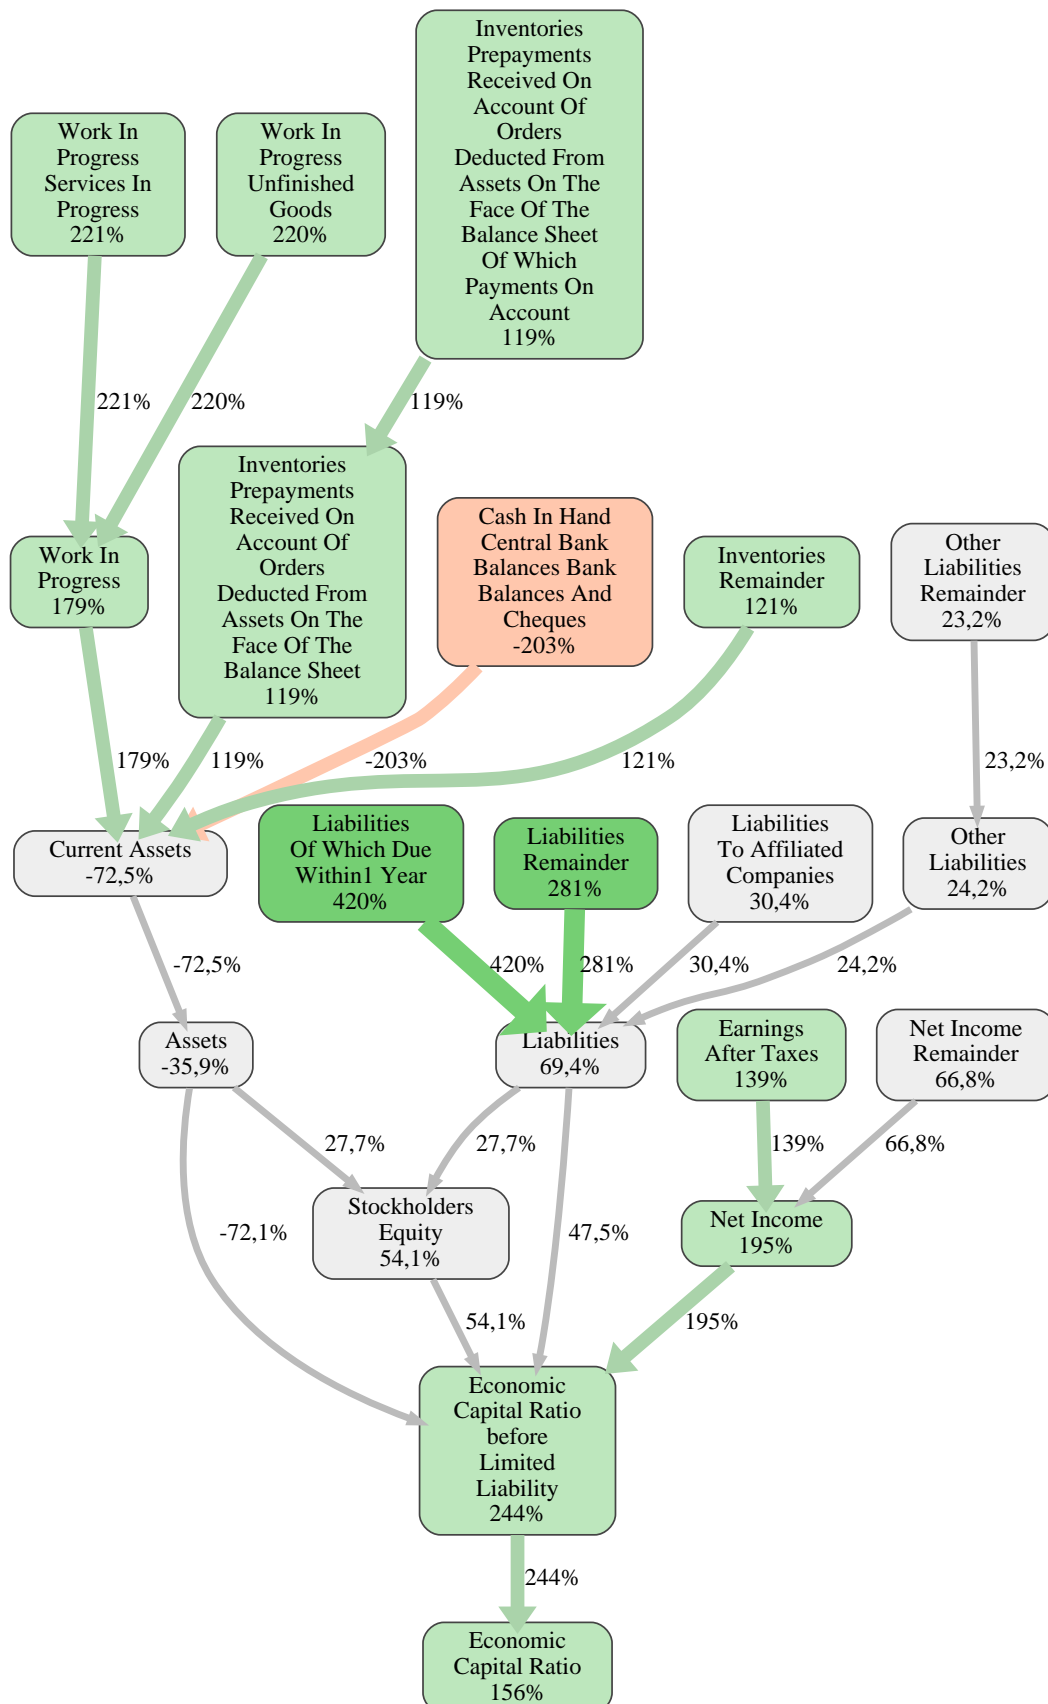 Inventories
Prepayments
Received On
Account Of
Orders
Deducted From
Assets On The
Face Of The
Balance Sheet
Of Which
Payments On
Account
119%
Work In
Progress
Services In
Progress
221%
Work In
Progress
Unfinished
Goods
220%
221%
220%
119%
Work In
Progress
179%
Inventories
Prepayments
Received On
Account Of
Orders
Deducted From
Assets On The
Face Of The
Balance Sheet
119%
Cash In Hand
Central Bank
Balances Bank
Balances And
Cheques
-203%
Inventories
Remainder
121%
Other
Liabilities
Remainder
23,2%
179%
119%
-203%
121%
23,2%
Current Assets
-72,5%
Liabilities
Of Which Due
Within1 Year
420%
Liabilities
Remainder
281%
Liabilities
To Affiliated
Companies
30,4%
Other
Liabilities
24,2%
-72,5%
420%
281%
30,4%
24,2%
Assets
-35,9%
Liabilities
69,4%
Earnings
After Taxes
139%
Net Income
Remainder
66,8%
27,7%
27,7%
139%
66,8%
-72,1%
Stockholders
Equity
54,1%
47,5%
Net Income
195%
54,1%
195%
Economic
Capital Ratio
before
Limited
Liability
244%
244%
Economic
Capital Ratio
156%